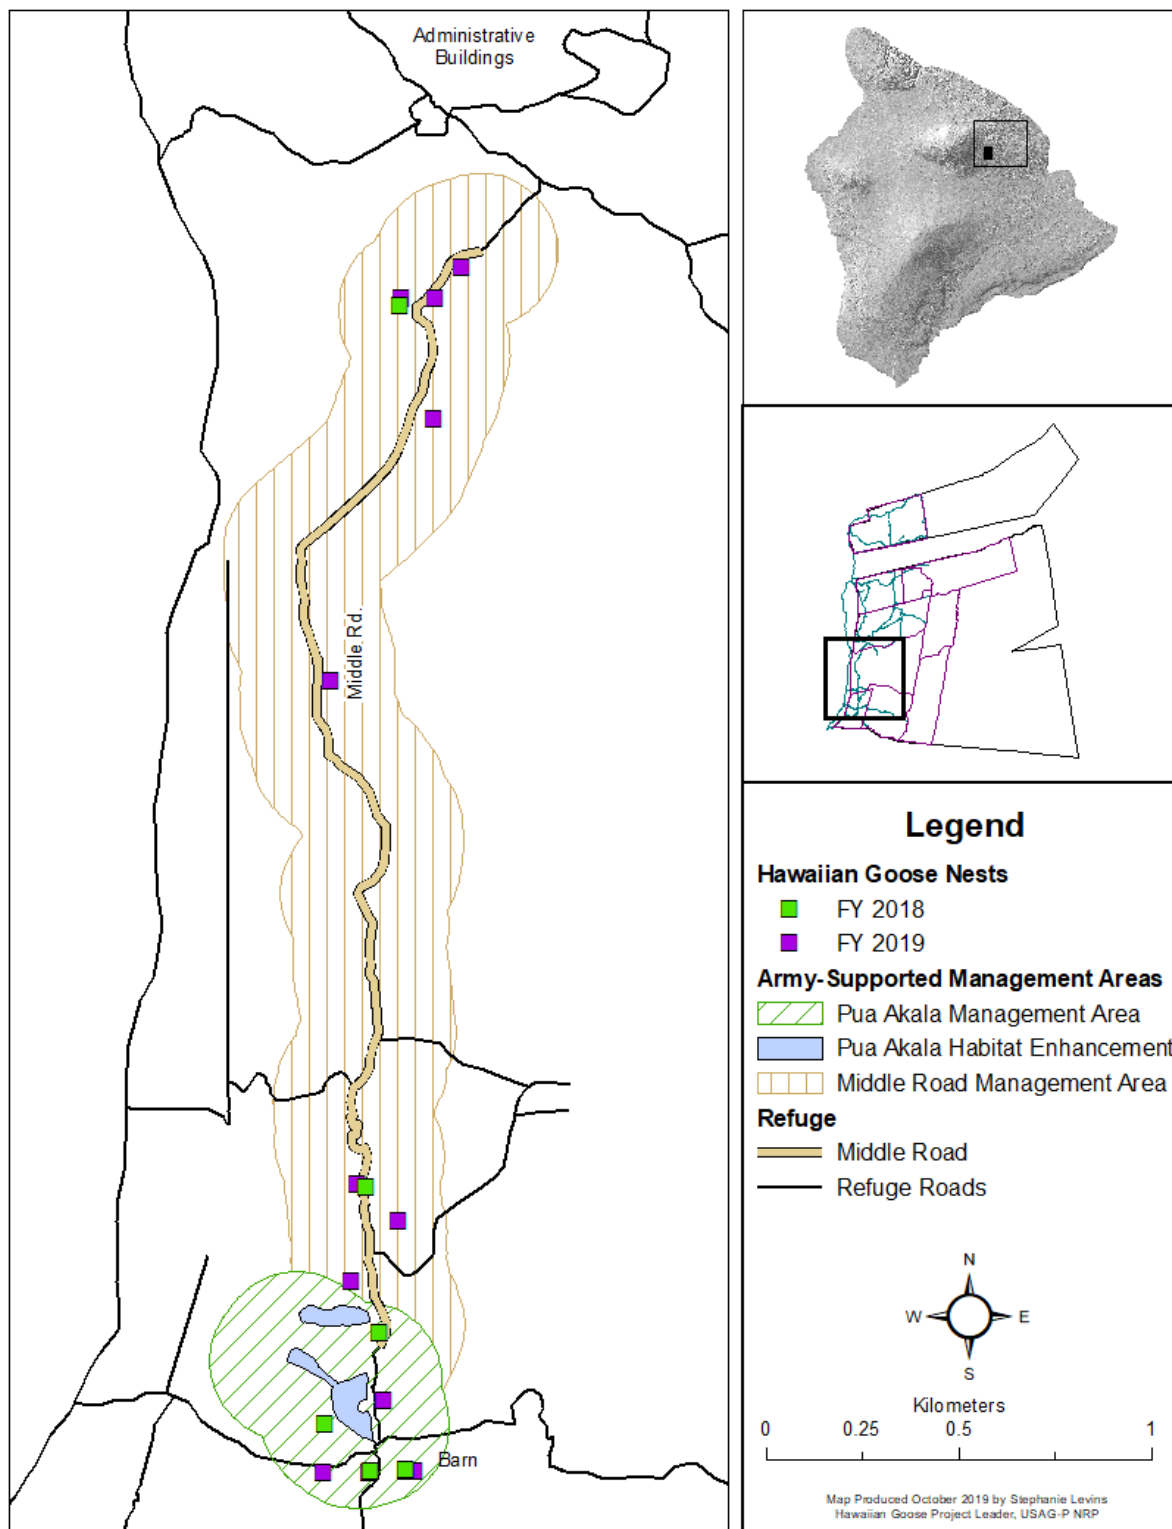 Administrative
Buildings
Middle Rd.
Barn
Legend
Hawaiian Goose Nests
FY 2018
FY 2019
Army-Supported Management Areas
Pua Akala Management Area
Pua Akala Habitat Enhancement
Middle Road Management Area
Refuge
Middle Road
Refuge Roads
N
W E
S
Kilometers
0 0.25 0.5 1
Map Produced October 2019 by Stephanie Levins
Hawaiian Goose Project Leader, USAG-P NRP